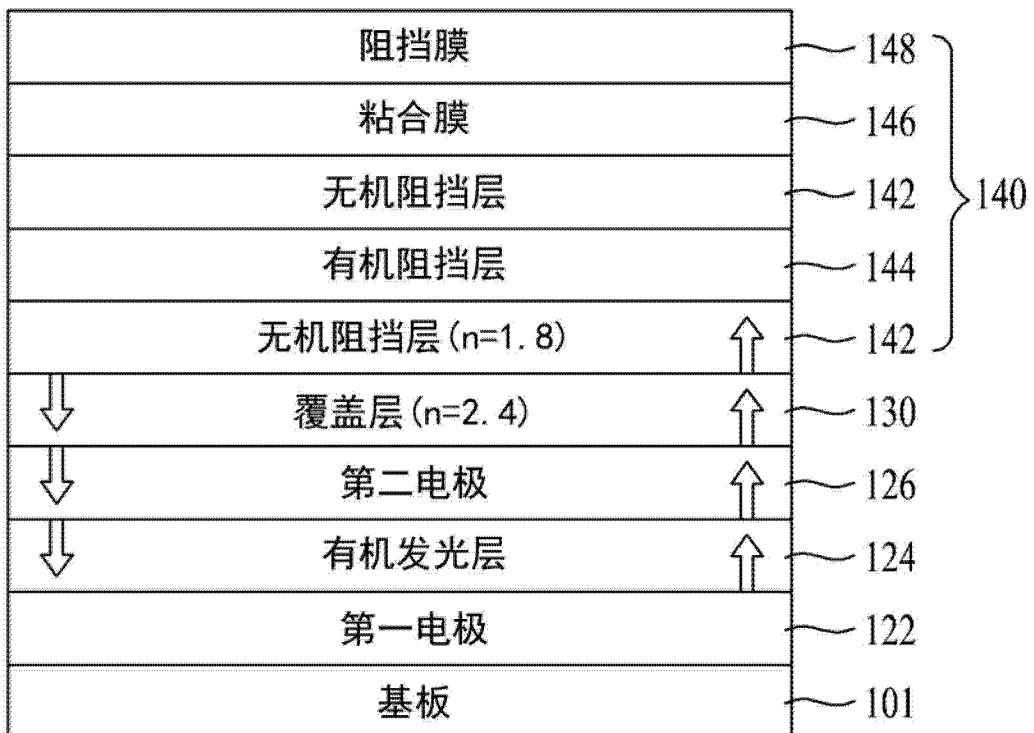 阻挡膜 148
粘合膜 146
无机阻挡层 142
140
有机阻挡层 144
无机阻挡层(n=1.8) 142
覆盖层(n=2.4) 130
第二电极 126
有机发光层 124
第一电极 122
基板 101